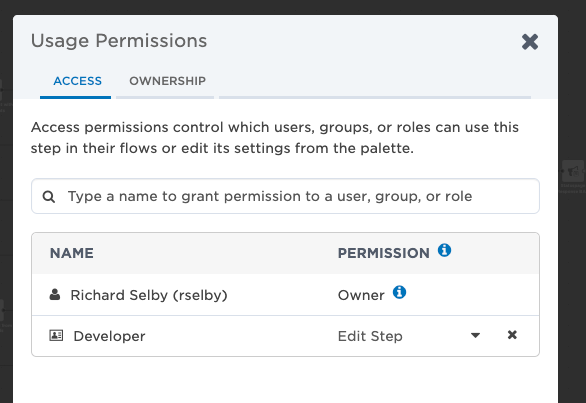 Usage Permissions
ACCESS OWNERSHIP
Access permissions control which users, groups, or roles can use this
step in their flows or edit its settings from the palette.
Type a name to grant permission to a user, group, or role
NAME PERMISSION
Richard Selby (rselby) Owner
Developer Edit Step